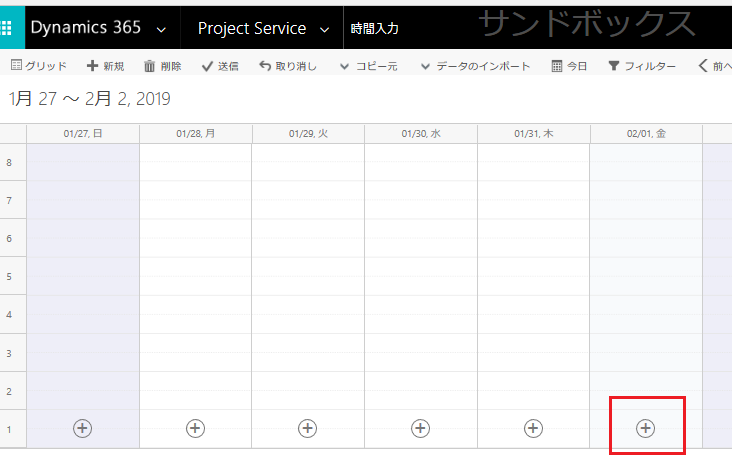 Dynamics 365 Project Service 時間入力 サンドボックス
グリッド 新規 削除 送信 取り消し コピー元 データのインポート 今日 フィルター 前へ
1月 27 ～ 2月 2, 2019
01/27, 日 01/28, 月 01/29, 火 01/30, 水 01/31, 木 02/01, 金
8
7
6
5
4
3
2
1